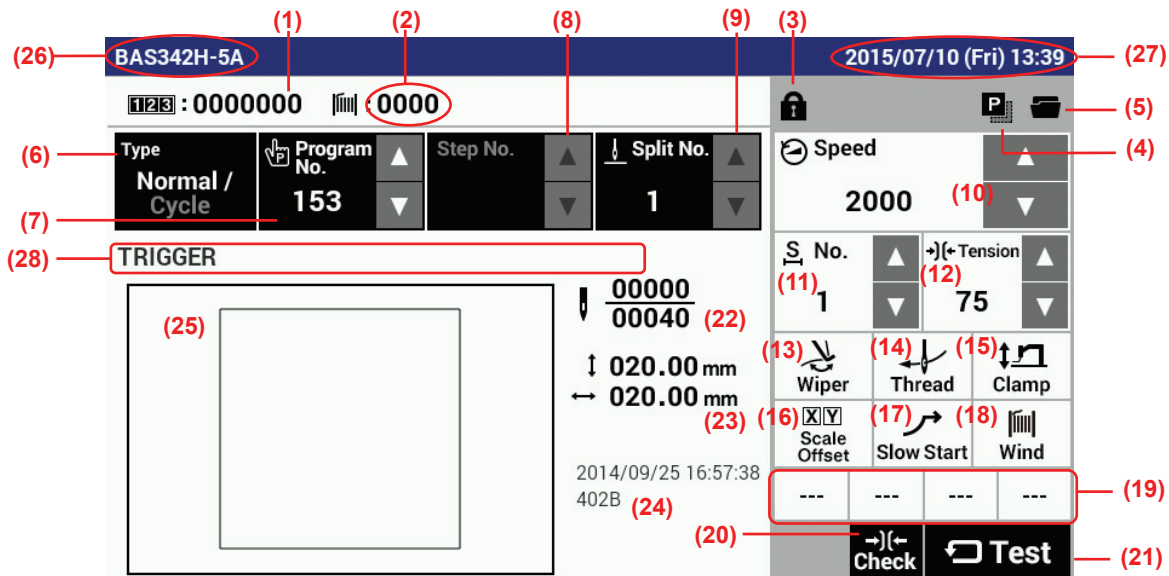 (1) (2) (8) (9) (3)
(26) BAS342H-5A 2015/07/10 (Fri) 13:39 (27)
123 : 0000000 : 0000 P (5)
(4)
(6) Type Program No. Step No. Split No. Speed
Normal / Cycle 153 1 2000 (10)
(7)
(28) TRIGGER
S No. Tension
(11) (12)
1 75
(25)
00000
00040 (22)
020.00 mm
020.00 mm
(23)
(13) (14) (15)
Wiper Thread Clamp
(16) X Y (17) (18)
Scale Offset Slow Start Wind
2014/09/25 16:57:38
402B (24)
--- --- --- --- (19)
(20) Check Test (21)